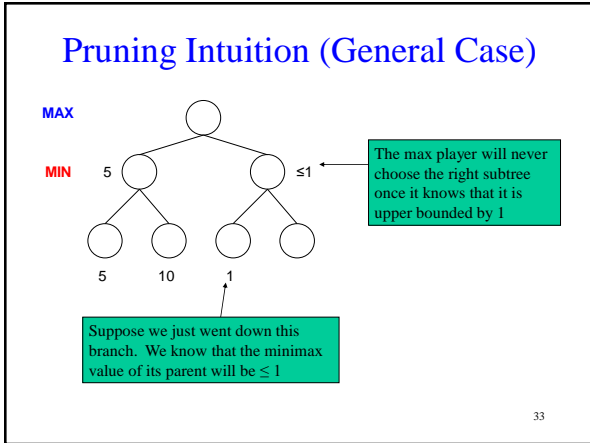 Pruning Intuition (General Case)
MAX
MIN
5
≤1
The max player will never
choose the right subtree
once it knows that it is
upper bounded by 1
5
10
1
Suppose we just went down this
branch. We know that the minimax
value of its parent will be ≤ 1
33